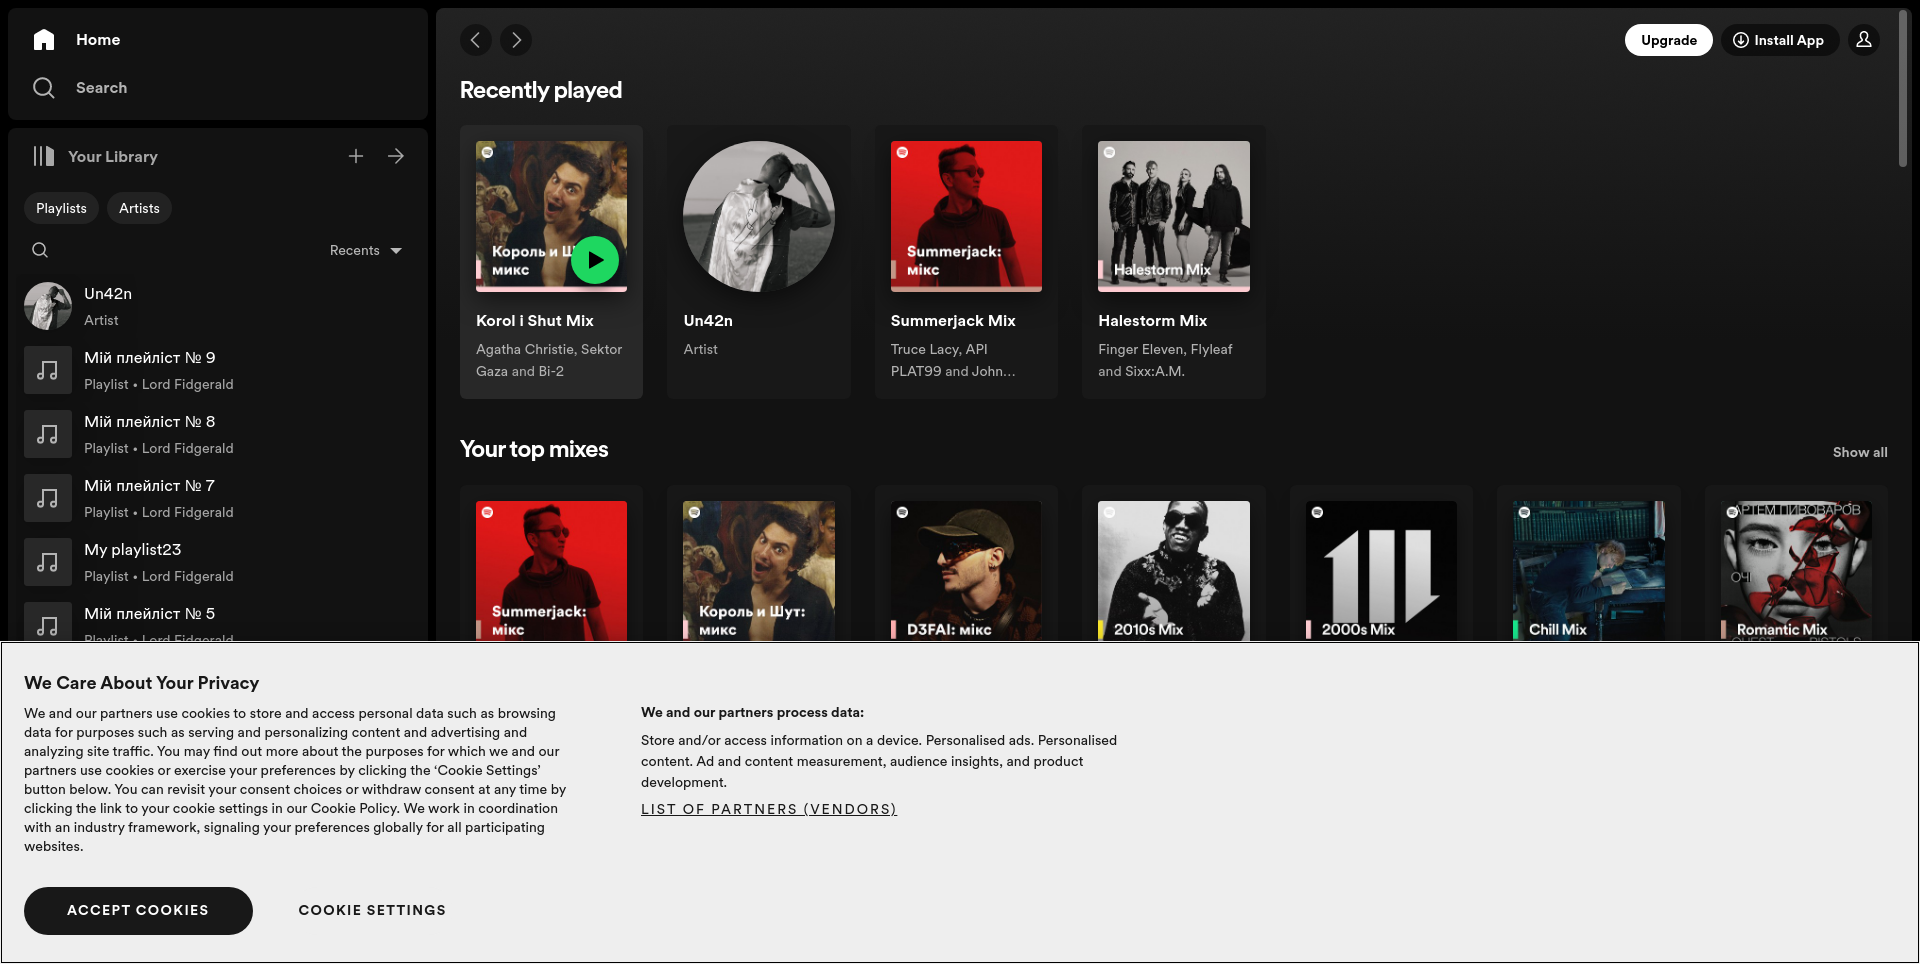 Home
Search
Your Library
Playlists
Artists
Recents
Un42n
Artist
Мій плейліст № 9
Playlist • Lord Fidgerald
Мій плейліст № 8
Playlist • Lord Fidgerald
Мій плейліст № 7
Playlist • Lord Fidgerald
My playlist23
Playlist • Lord Fidgerald
Мій плейліст № 5
Playlist • Lord Fidgerald
Upgrade
Install App
Recently played
Король и Ш
микс
Korol i Shut Mix
Agatha Christie, Sektor
Gaza and Bi-2
Un42n
Artist
Summerjack:
мікс
Summerjack Mix
Truce Lacy, API
PLAT99 and John...
Halestorm Mix
Halestorm Mix
Finger Eleven, Flyleaf
and Sixx:A.M.
Your top mixes
Show all
Summerjack:
мікс
Король и Шут:
микс
D3FAI: мікс
2010s Mix
2000s Mix
Chill Mix
АРТЕМ ПИВОВАРОВ
ОЧІ
Romantic Mix
QUEST PISTOLS
We Care About Your Privacy
We and our partners use cookies to store and access personal data such as browsing
data for purposes such as serving and personalizing content and advertising and
analyzing site traffic. You may find out more about the purposes for which we and our
partners use cookies or exercise your preferences by clicking the ‘Cookie Settings’
button below. You can revisit your consent choices or withdraw consent at any time by
clicking the link to your cookie settings in our Cookie Policy. We work in coordination
with an industry framework, signaling your preferences globally for all participating
websites.
We and our partners process data:
Store and/or access information on a device. Personalised ads. Personalised
content. Ad and content measurement, audience insights, and product
development.
LIST OF PARTNERS (VENDORS)
ACCEPT COOKIES
COOKIE SETTINGS